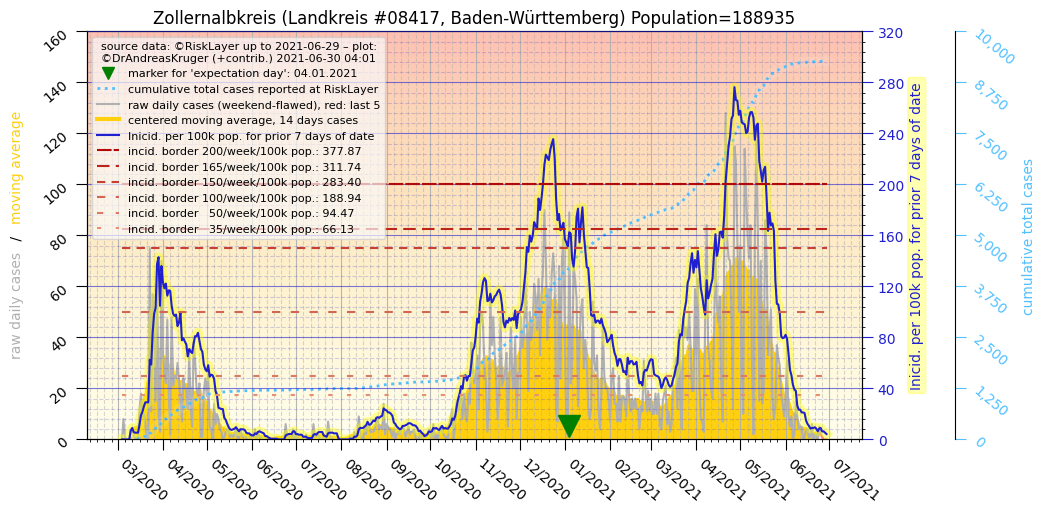 Zollernalbkreis (Landkreis #08417, Baden-Württemberg) Population=188935
source data: ©RiskLayer up to 2021-06-29 – plot:
©DrAndreasKruger (+contrib.) 2021-06-30 04:01
marker for 'expectation day': 04.01.2021
cumulative total cases reported at RiskLayer
raw daily cases (weekend-flawed), red: last 5
centered moving average, 14 days cases
Inicid. per 100k pop. for prior 7 days of date
incid. border 200/week/100k pop.: 377.87
incid. border 165/week/100k pop.: 311.74
incid. border 150/week/100k pop.: 283.40
incid. border 100/week/100k pop.: 188.94
incid. border 50/week/100k pop.: 94.47
incid. border 35/week/100k pop.: 66.13
raw daily cases / moving average
160
140
120
100
80
60
40
20
0
03/2020
04/2020
05/2020
06/2020
07/2020
08/2020
09/2020
10/2020
11/2020
12/2020
01/2021
02/2021
03/2021
04/2021
05/2021
06/2021
07/2021
320
280
240
200
160
120
80
40
0
Inicid. per 100k pop. for prior 7 days of date
10,000
8,750
7,500
6,250
5,000
3,750
2,500
1,250
0
cumulative total cases